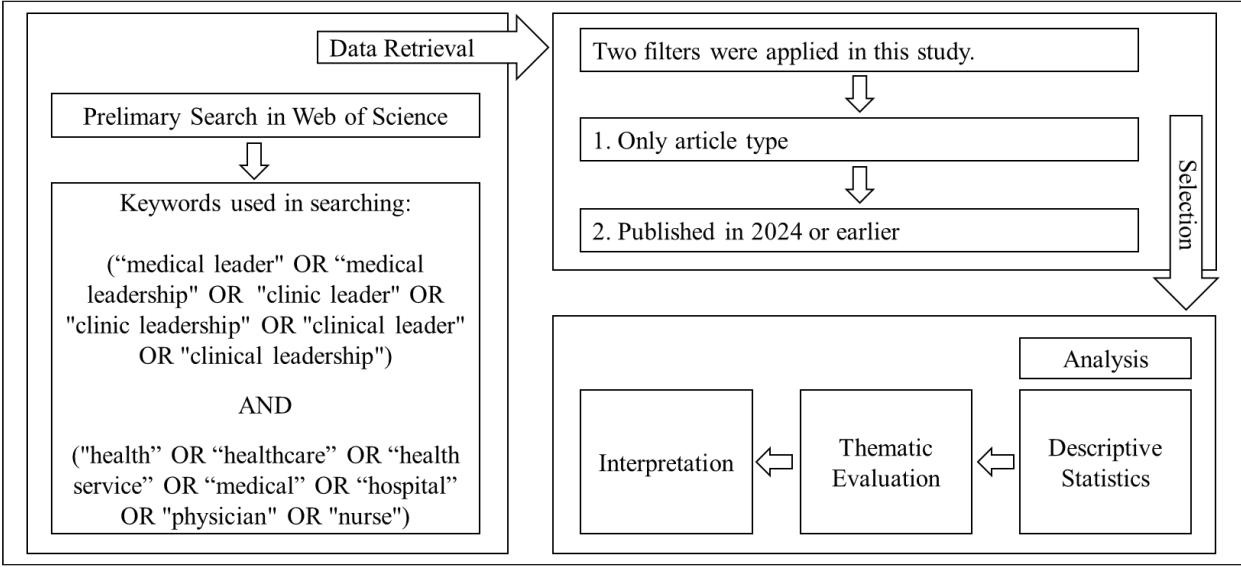 Data Retrieval
Prelimary Search in Web of Science
Keywords used in searching:
(“medical leader" OR “medical
leadership" OR "clinic leader" OR
"clinic leadership" OR "clinical leader"
OR "clinical leadership")
AND
("health” OR “healthcare” OR “health
service” OR “medical” OR “hospital”
OR "physician" OR "nurse")
Two filters were applied in this study.
1. Only article type
2. Published in 2024 or earlier
Selection
Analysis
Descriptive
Statistics
Thematic
Evaluation
Interpretation